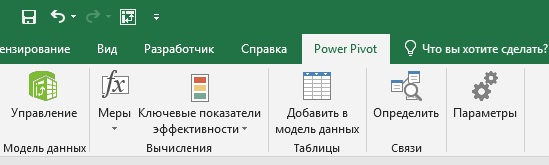 ензирование Вид Разработчик Справка Power Pivot Что вы хотите сделать?
fx
Управление Меры Ключевые показатели Добавить в Определить Параметры
эффективности модель данных
Модель данных Вычисления Таблицы Связи